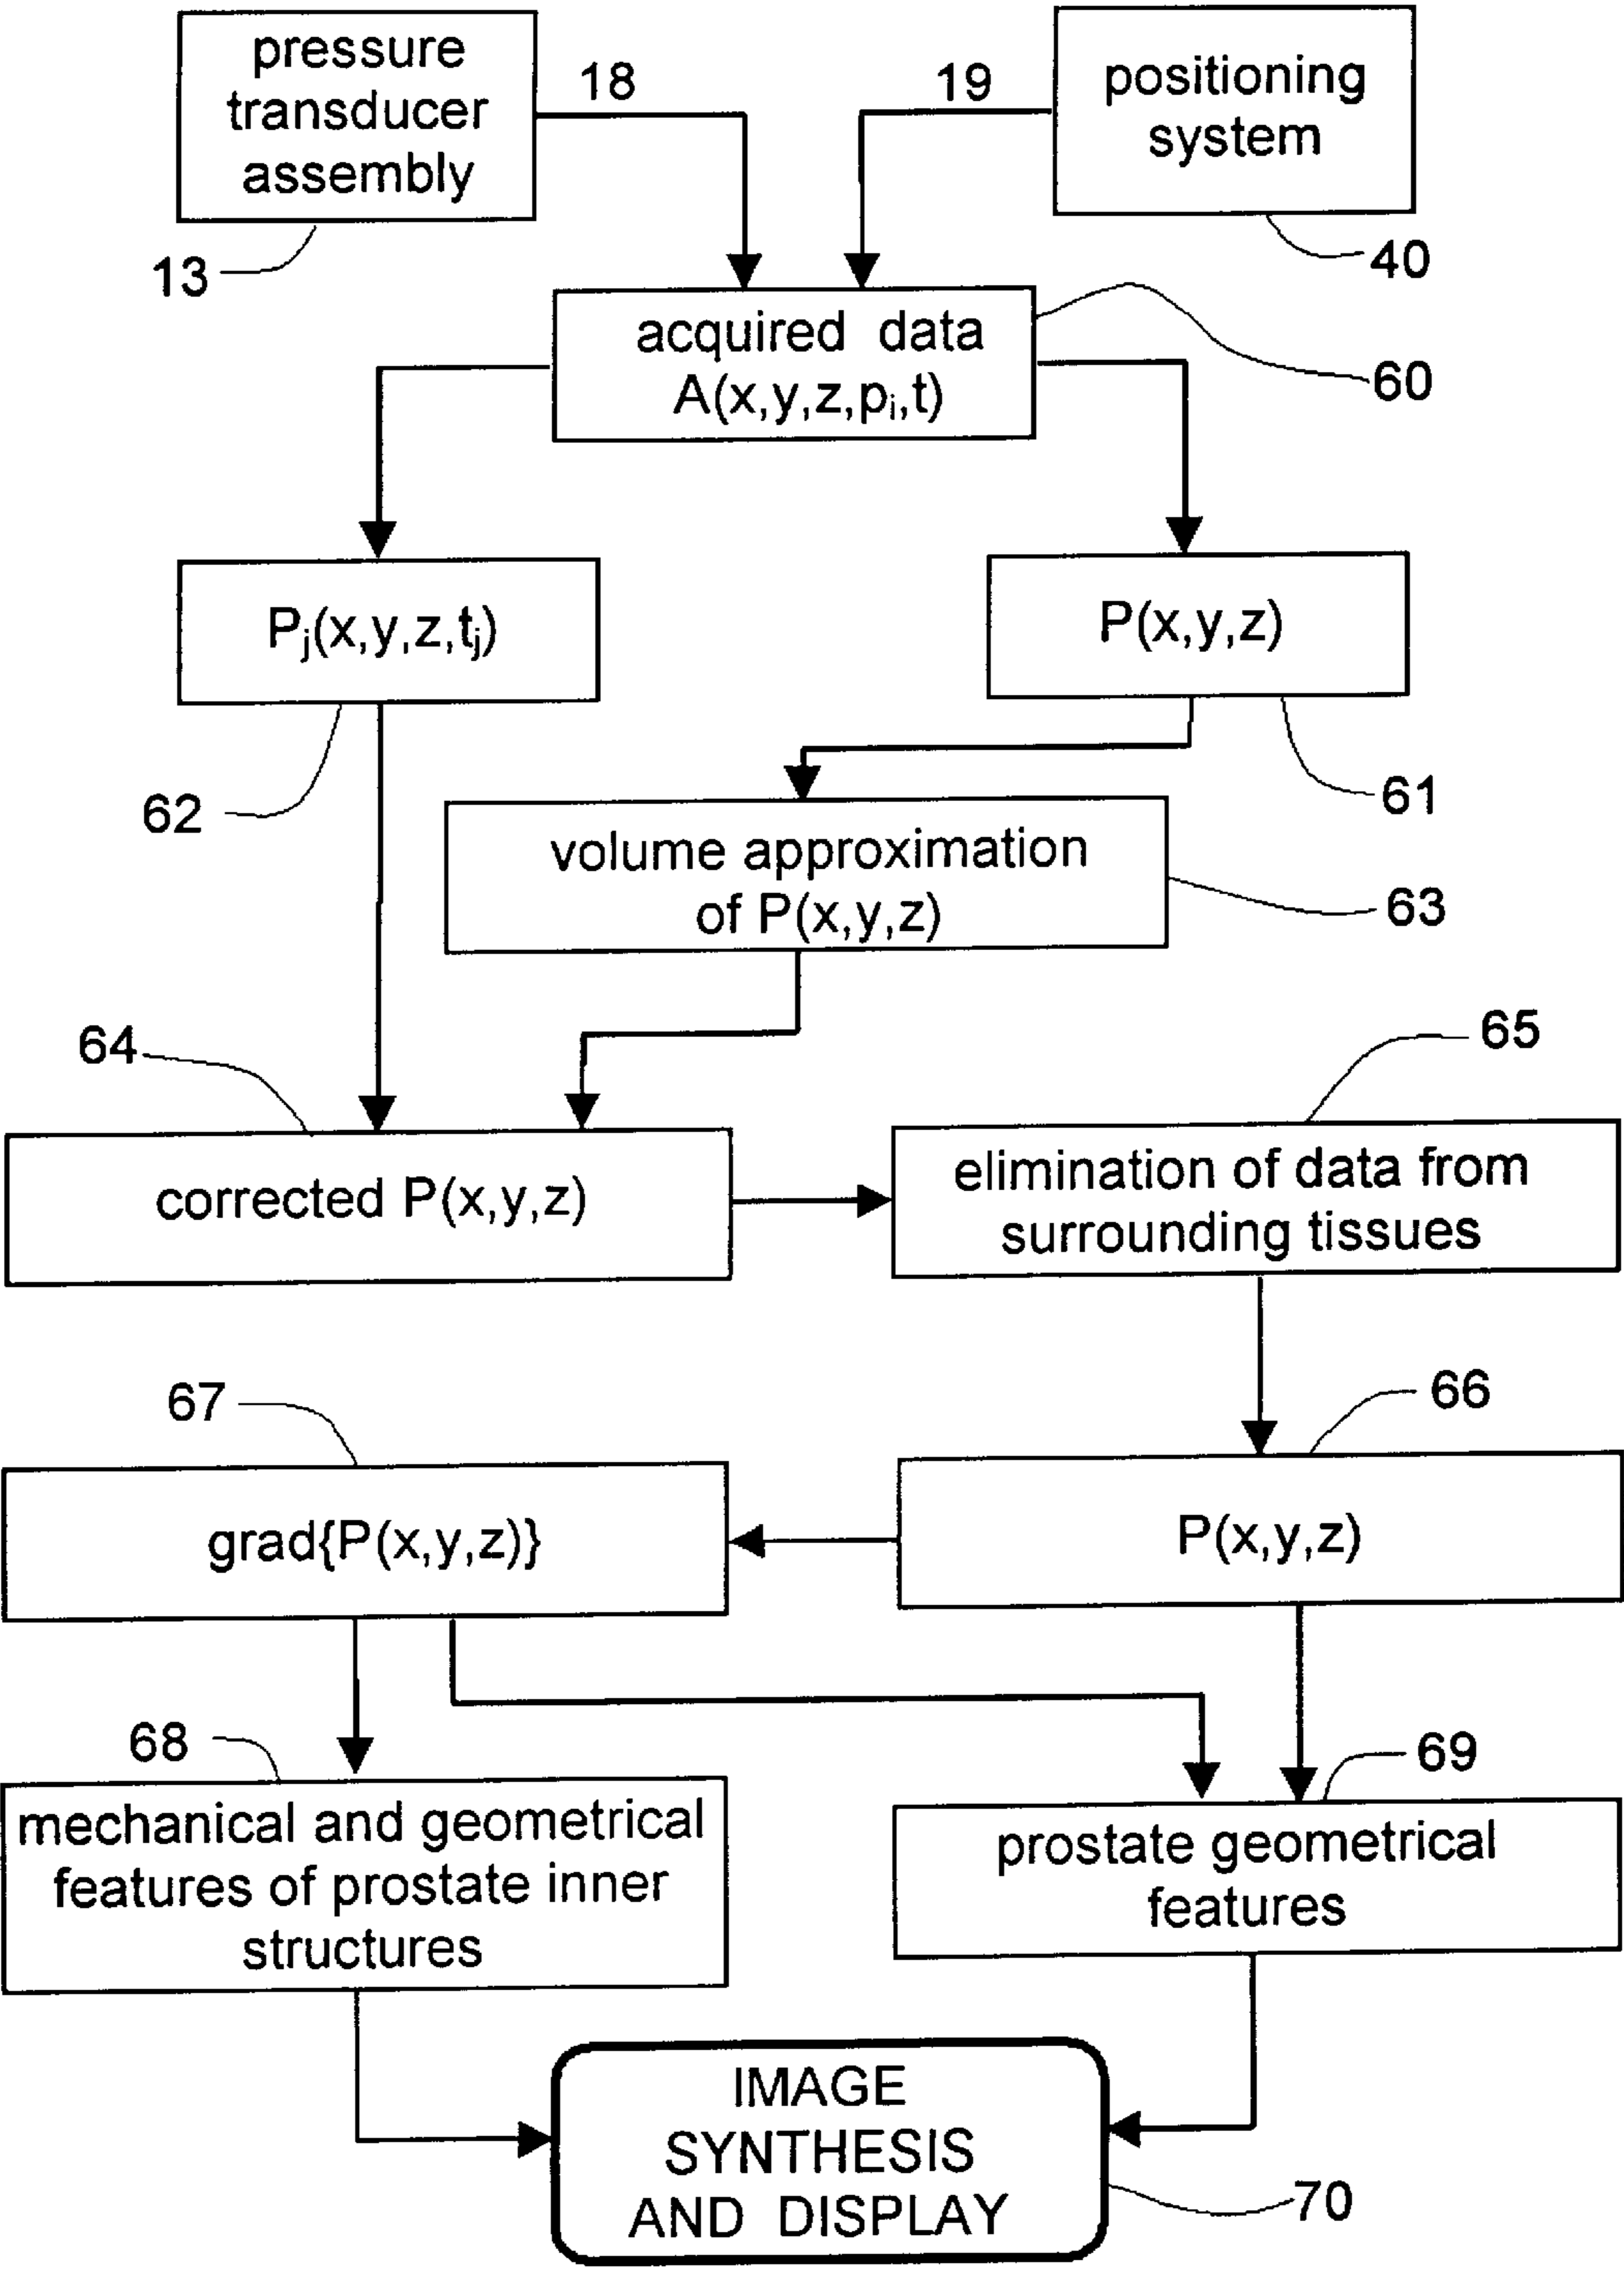 pressure
transducer
assembly
18
19
positioning
system
13
40
acquired data
A(x,y,z,pᵢ,t)
60
Pⱼ(x,y,z,tⱼ)
P(x,y,z)
62
61
volume approximation
of P(x,y,z)
63
64
65
corrected P(x,y,z)
elimination of data from
surrounding tissues
67
66
grad{P(x,y,z)}
P(x,y,z)
68
69
mechanical and geometrical
features of prostate inner
structures
prostate geometrical
features
IMAGE
SYNTHESIS
AND DISPLAY
70